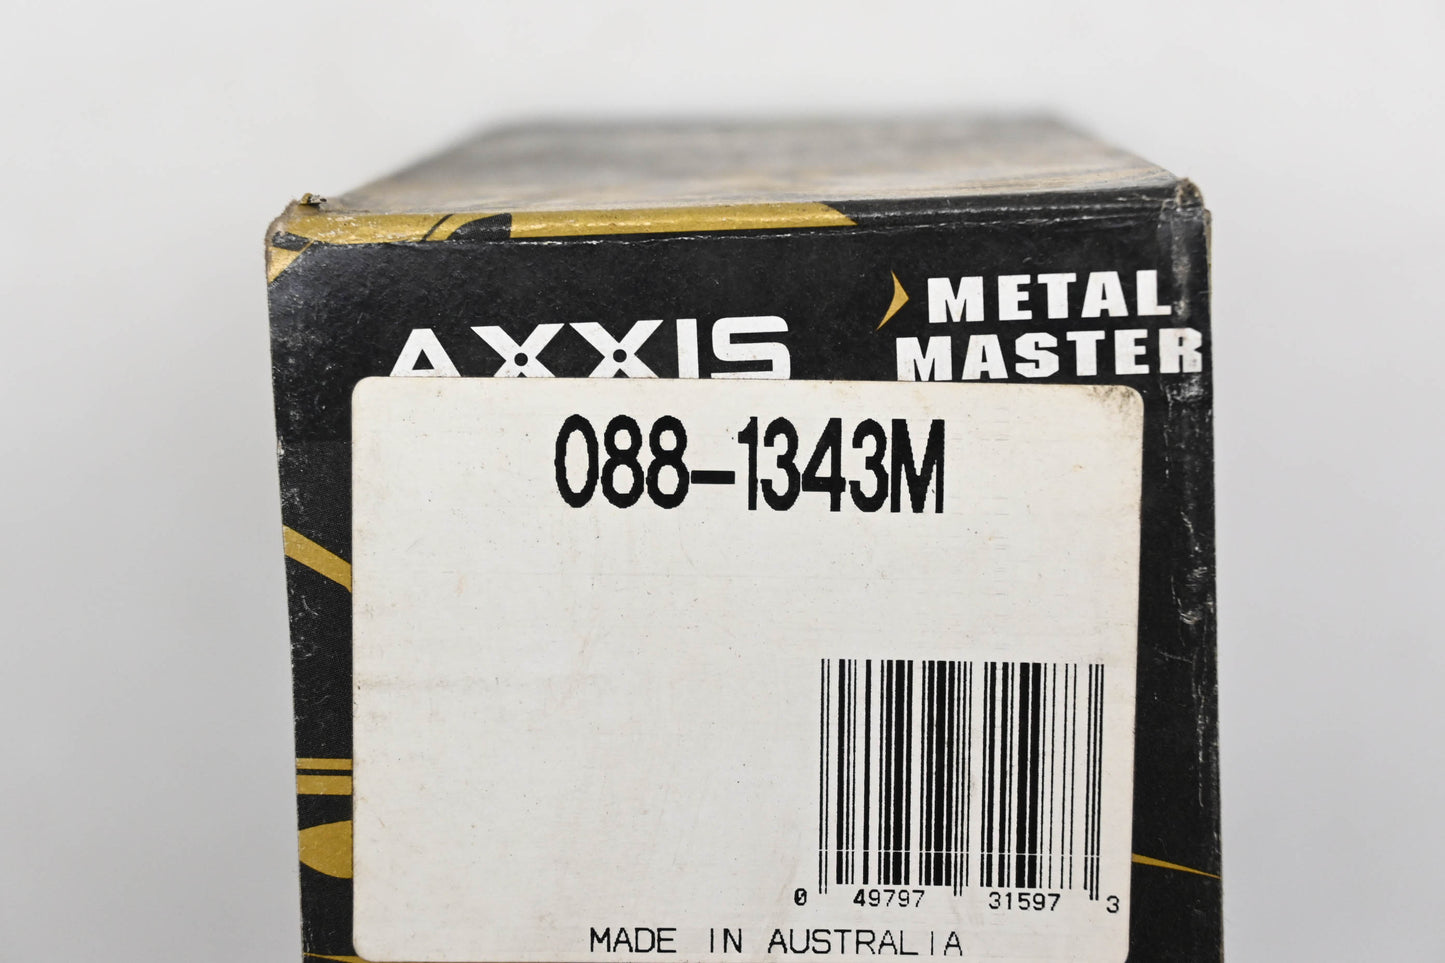 AXXIS
METAL
MASTER
088-1343M
0 49797 31597 3
MADE IN AUSTRALIA